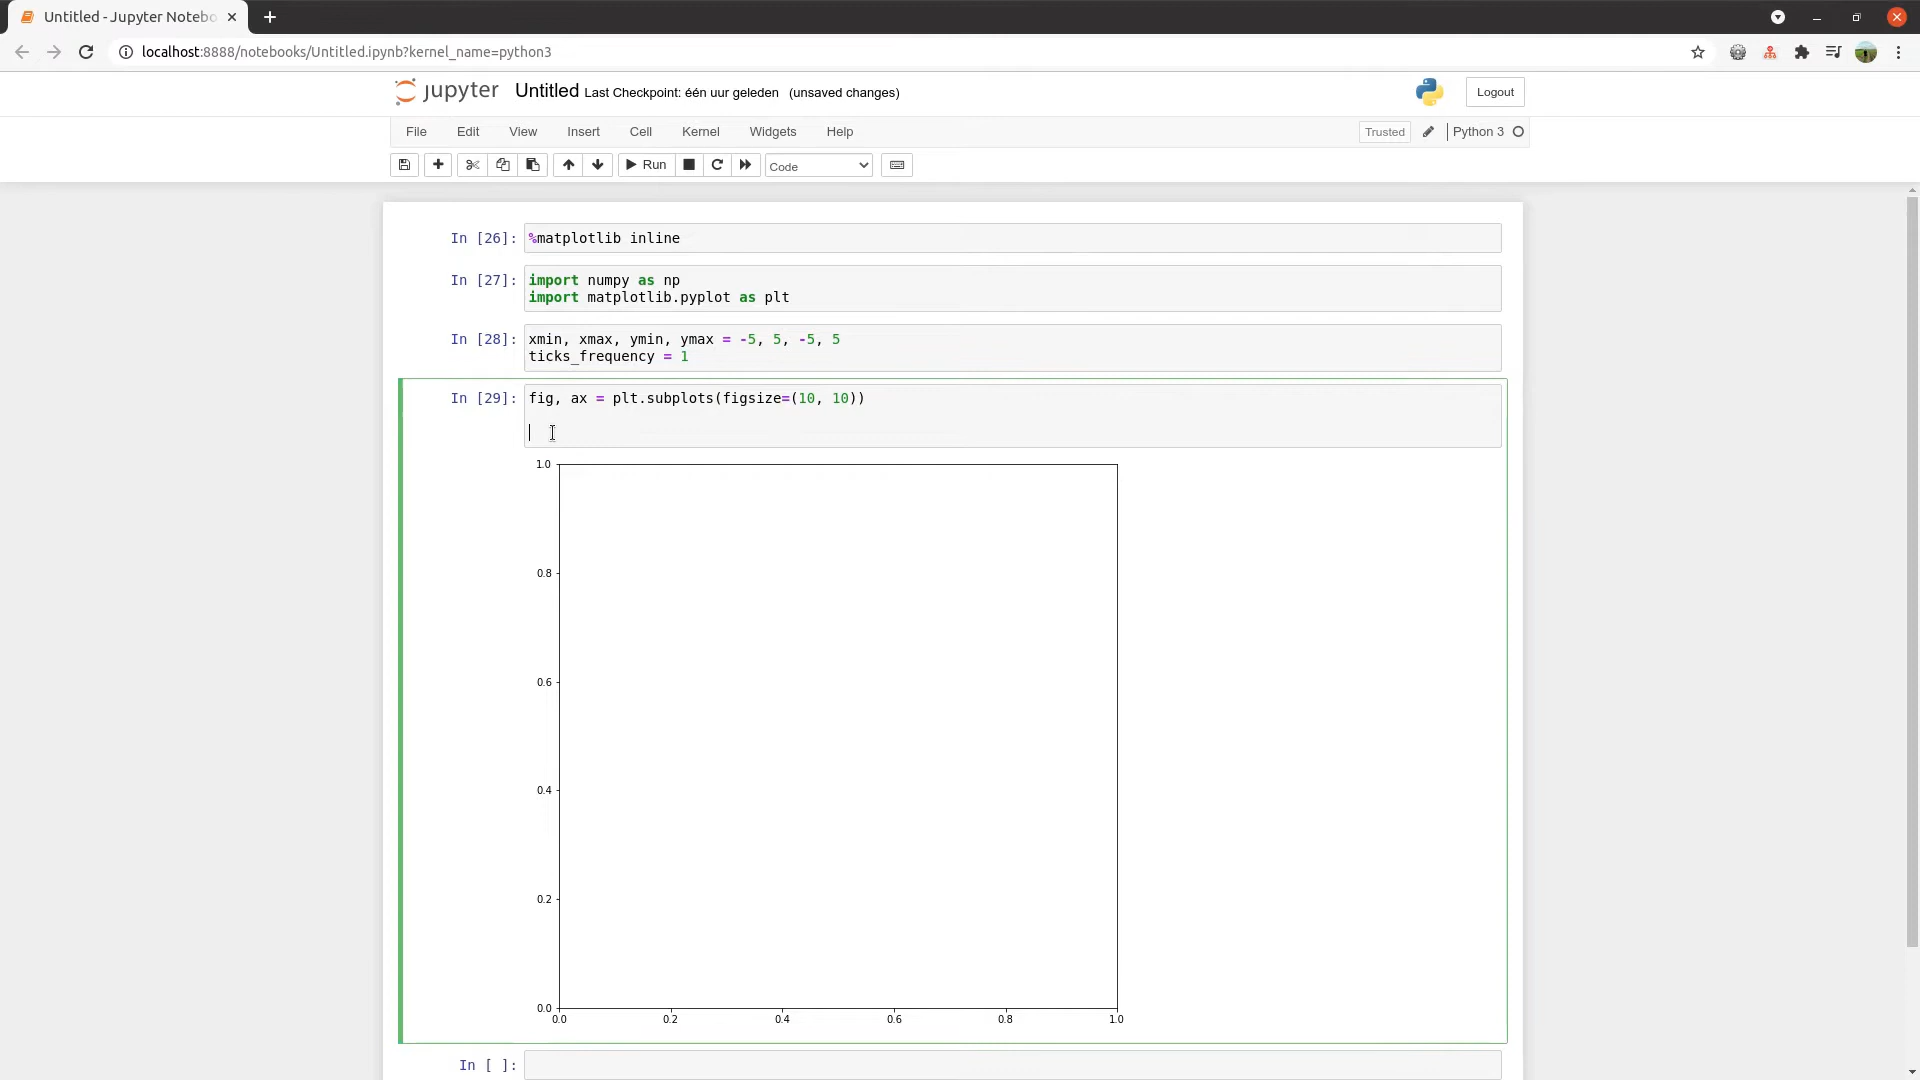 Untitled - Jupyter Notebo
localhost:8888/notebooks/Untitled.ipynb?kernel_name=python3
jupyter Untitled Last Checkpoint: één uur geleden (unsaved changes) Logout
File Edit View Insert Cell Kernel Widgets Help Trusted Python 3
Run Code
In [26]: %matplotlib inline
In [27]: import numpy as np
import matplotlib.pyplot as plt
In [28]: xmin, xmax, ymin, ymax = -5, 5, -5, 5
ticks_frequency = 1
In [29]: fig, ax = plt.subplots(figsize=(10, 10))
1.0
0.8
0.6
0.4
0.2
0.0
0.0 0.2 0.4 0.6 0.8 1.0
In [ ]: